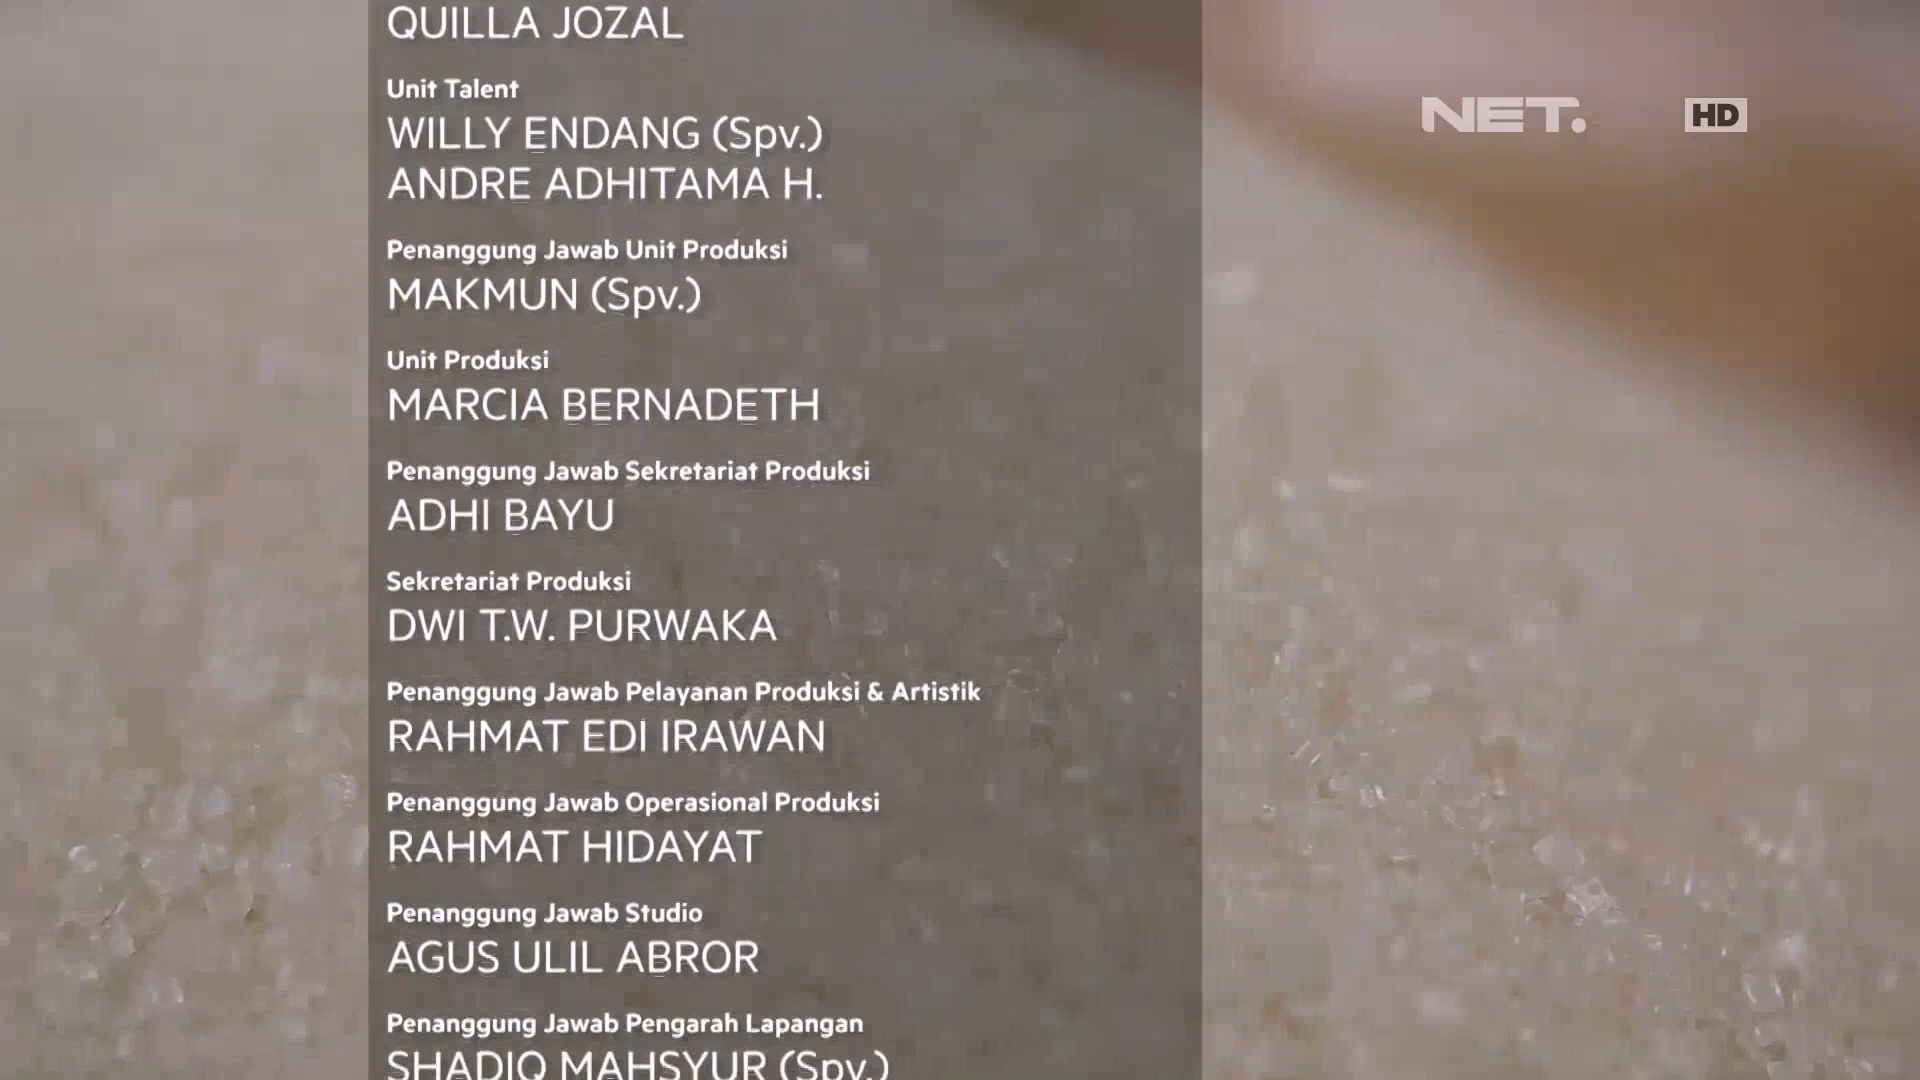 QUILLA JOZAL
Unit Talent
WILLY ENDANG (Spv.)
ANDRE ADHITAMA H.
Penanggung Jawab Unit Produksi
MAKMUN (Spv.)
Unit Produksi
MARCIA BERNADETH
Penanggung Jawab Sekretariat Produksi
ADHI BAYU
Sekretariat Produksi
DWI T.W. PURWAKA
Penanggung Jawab Pelayanan Produksi & Artistik
RAHMAT EDI IRAWAN
Penanggung Jawab Operasional Produksi
RAHMAT HIDAYAT
Penanggung Jawab Studio
AGUS ULIL ABROR
Penanggung Jawab Pengarah Lapangan
SHADIQ MAHSYUR (Spv.)
NET.
HD